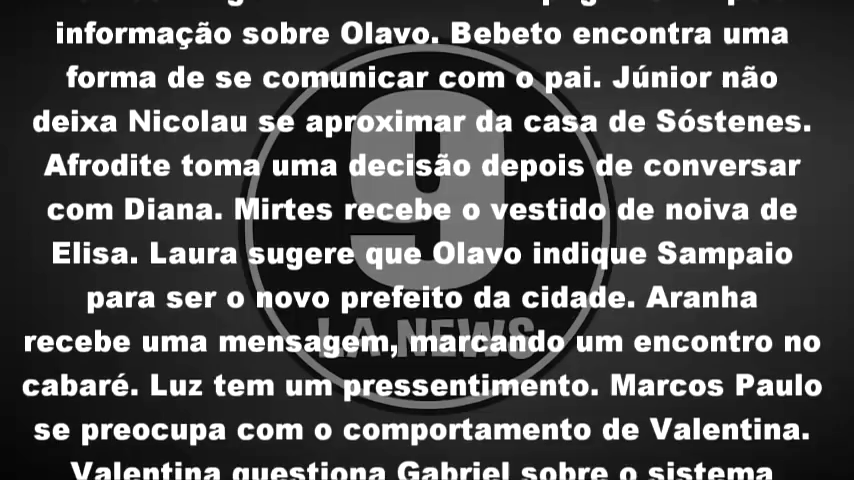 informação sobre Olavo. Bebeto encontra uma
forma de se comunicar com o pai. Júnior não
deixa Nicolau se aproximar da casa de Sóstenes.
Afrodite toma uma decisão depois de conversar
com Diana. Mirtes recebe o vestido de noiva de
Elisa. Laura sugere que Olavo indique Sampaio
para ser o novo prefeito da cidade. Aranha
recebe uma mensagem, marcando um encontro no
cabaré. Luz tem um pressentimento. Marcos Paulo
se preocupa com o comportamento de Valentina.
Valentina questiona Gabriel sobre o sistema
9
LA NEWS